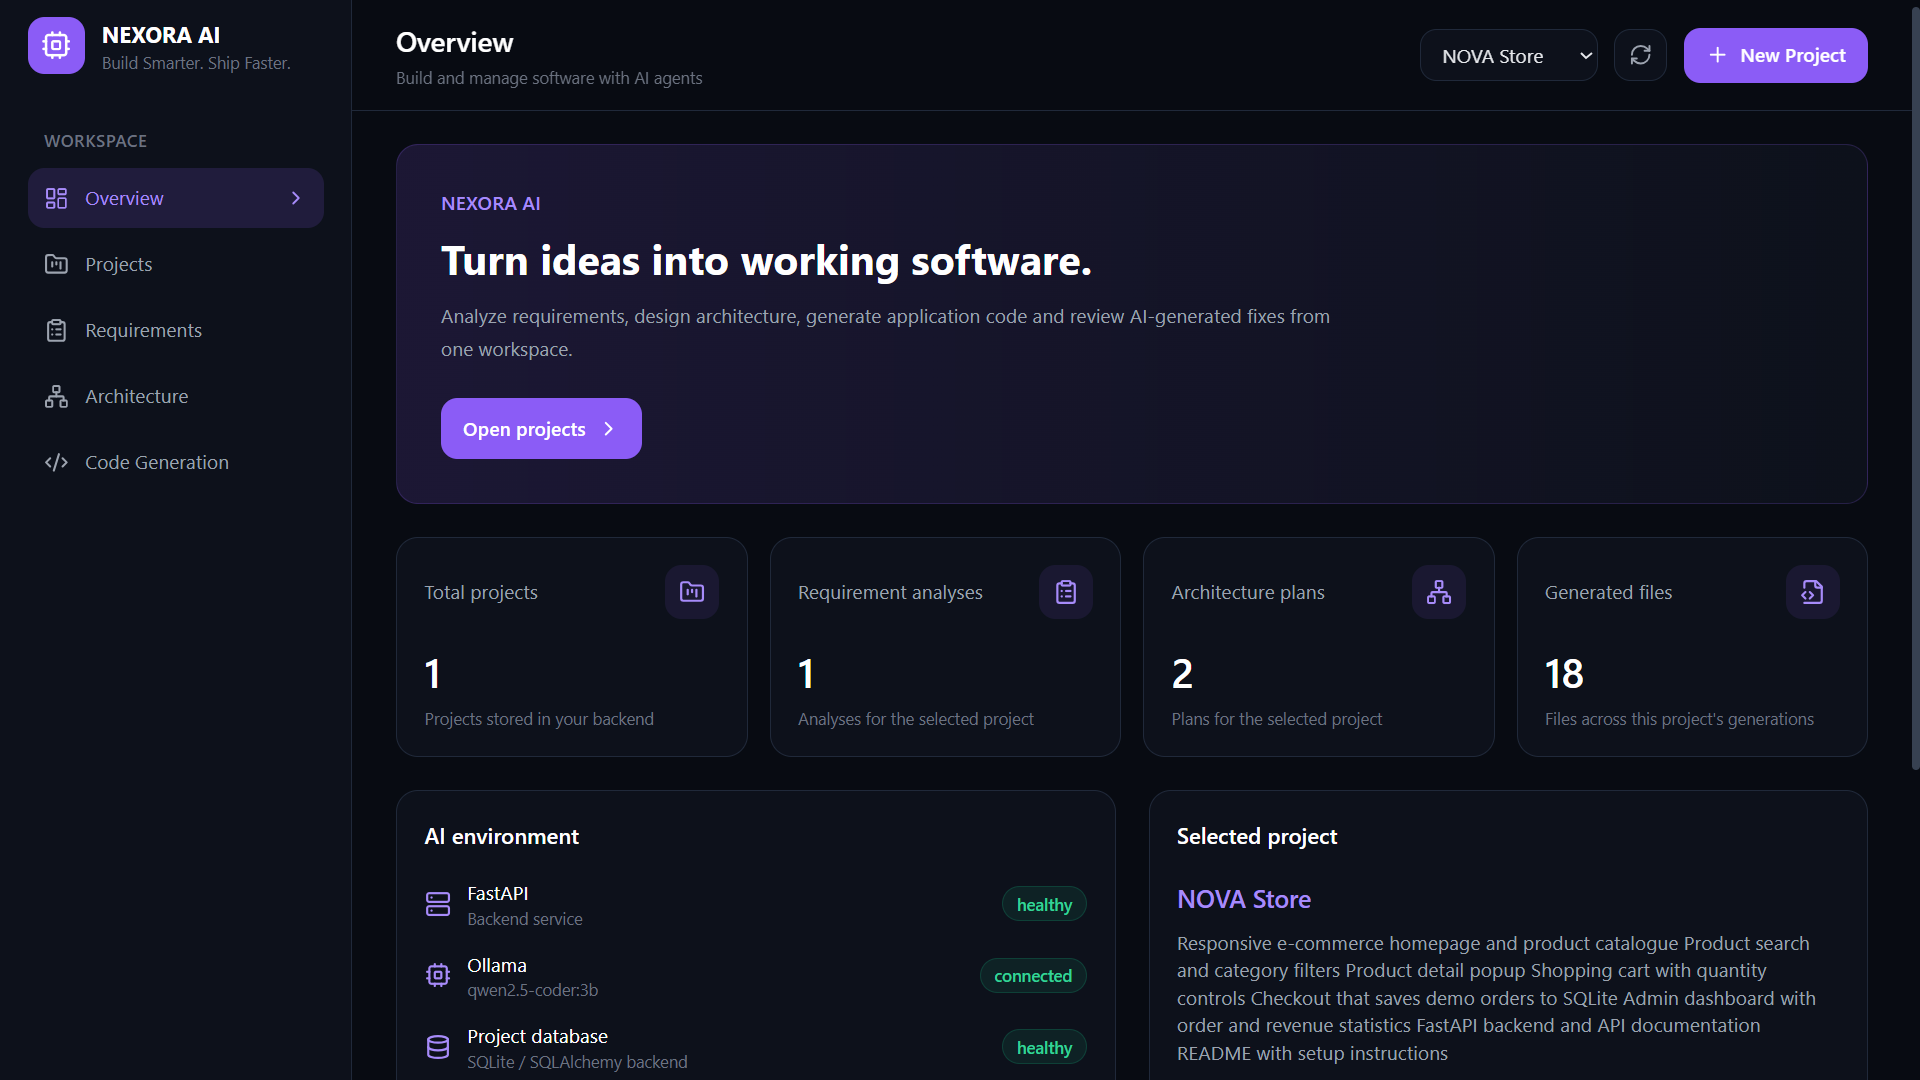 NEXORA AI
Build Smarter. Ship Faster.
WORKSPACE
Overview
Projects
Requirements
Architecture
Code Generation
Overview
Build and manage software with AI agents
NOVA Store
New Project
NEXORA AI
Turn ideas into working software.
Analyze requirements, design architecture, generate application code and review AI-generated fixes from
one workspace.
Open projects
Total projects
1
Projects stored in your backend
Requirement analyses
1
Analyses for the selected project
Architecture plans
2
Plans for the selected project
Generated files
18
Files across this project's generations
AI environment
FastAPI
Backend service
healthy
Ollama
qwen2.5-coder:3b
connected
Project database
SQLite / SQLAlchemy backend
healthy
Selected project
NOVA Store
Responsive e-commerce homepage and product catalogue Product search
and category filters Product detail popup Shopping cart with quantity
controls Checkout that saves demo orders to SQLite Admin dashboard with
order and revenue statistics FastAPI backend and API documentation
README with setup instructions